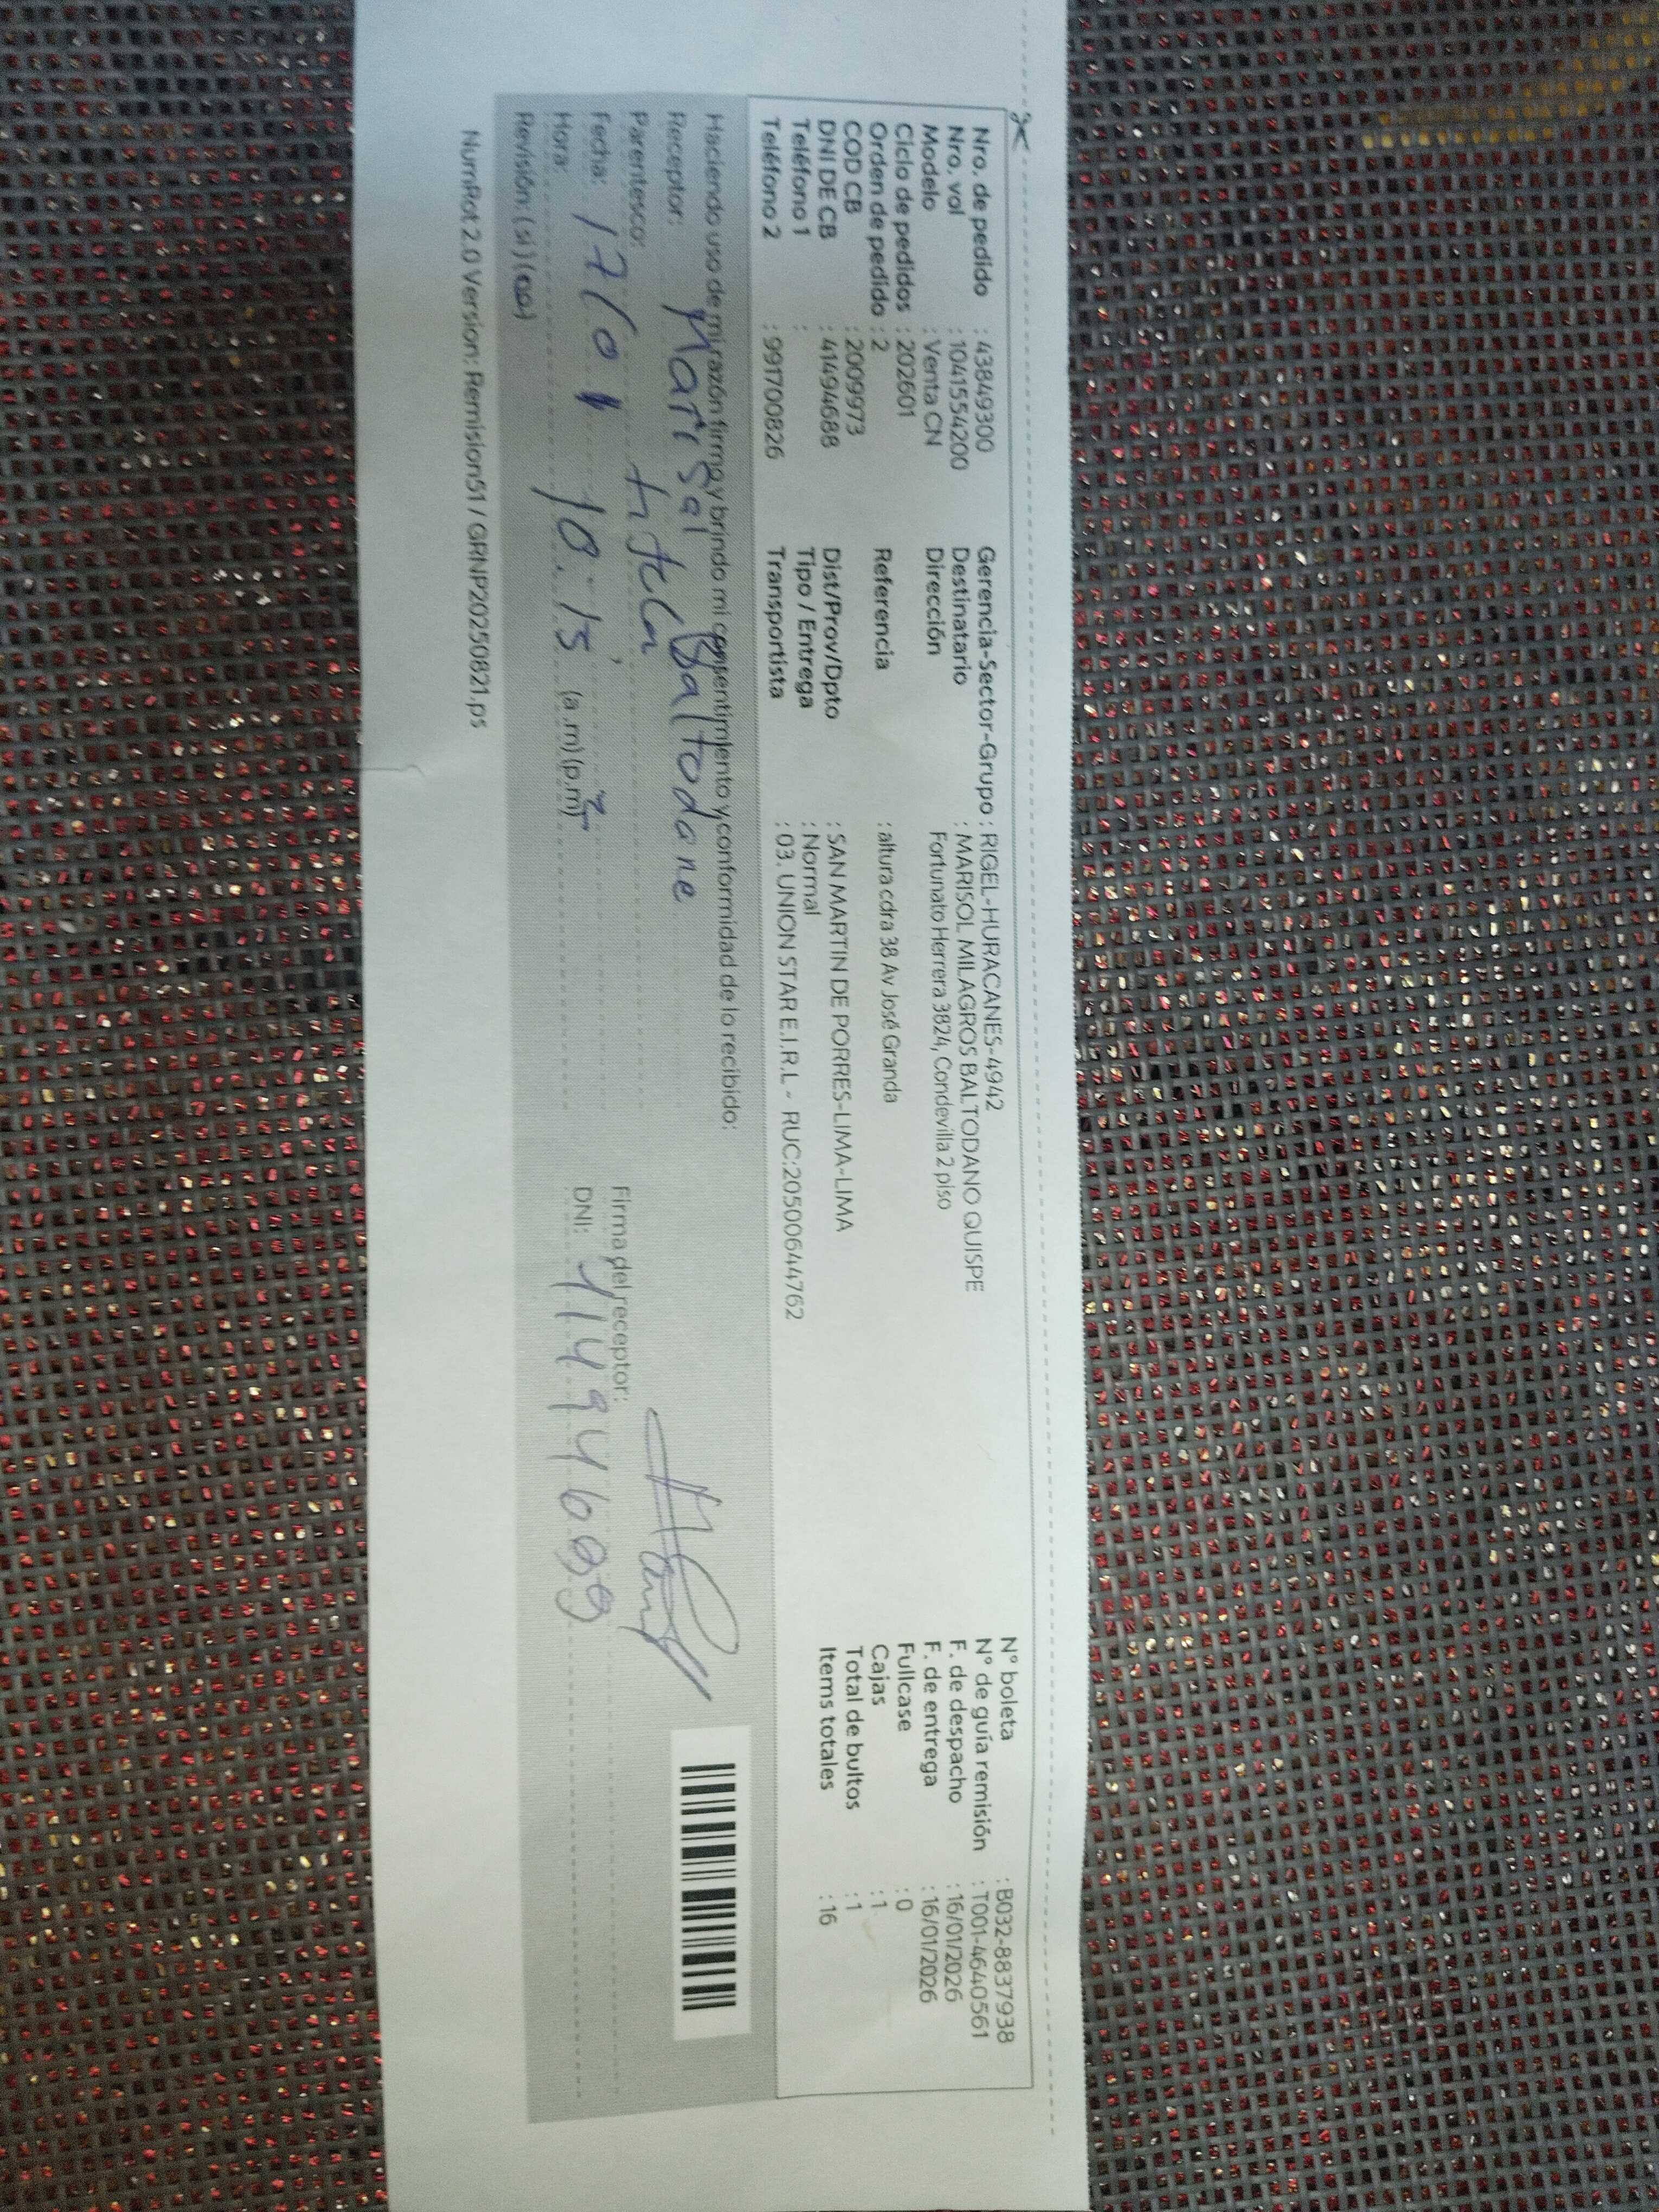 Nro. de pedido : 438449300
Nro. vol : 1041554200
Modelo : Venta CN
Ciclo de pedidos : 202601
Orden de pedido : 2
COD CB : 2009973
DNI DE CB : 41494688
Teléfono 1 :
Teléfono 2 : 991700826
Gerencia-Sector-Grupo : RIGEL-HURACANES-4942
Destinatario : MARISOL MILAGROS BALTODANO QUISPE
Dirección Fortunato Herrera 3824, Condevilla 2 piso
Referencia : altura cdra 38 Av José Granda
Dist/Prov/Dpto : SAN MARTIN DE PORRES-LIMA-LIMA
Tipo / Entrega : Normal
Transportista : 03. UNION STAR E.I.R.L - RUC:20500644762
N° boleta : B032-8837938
N° de guía remisión : T001-4640561
F. de despacho : 16/01/2026
F. de entrega : 16/01/2026
Fullcase : 0
Cajas : 1
Total de bultos : 1
Items totales : 16
Haciendo uso de mi razón firmo y brindo mi consentimiento y conformidad de lo recibido:
Receptor: Marisal Baltodane
Parentesco: titular
Fecha: 17/01
Hora: 10:15 (a.m) (p.m)
Revisión: (si) (no)
Firma del receptor:
DNI: 41494688
NumRot 2.0 Version: Remision51 / GRNP20250821.ps